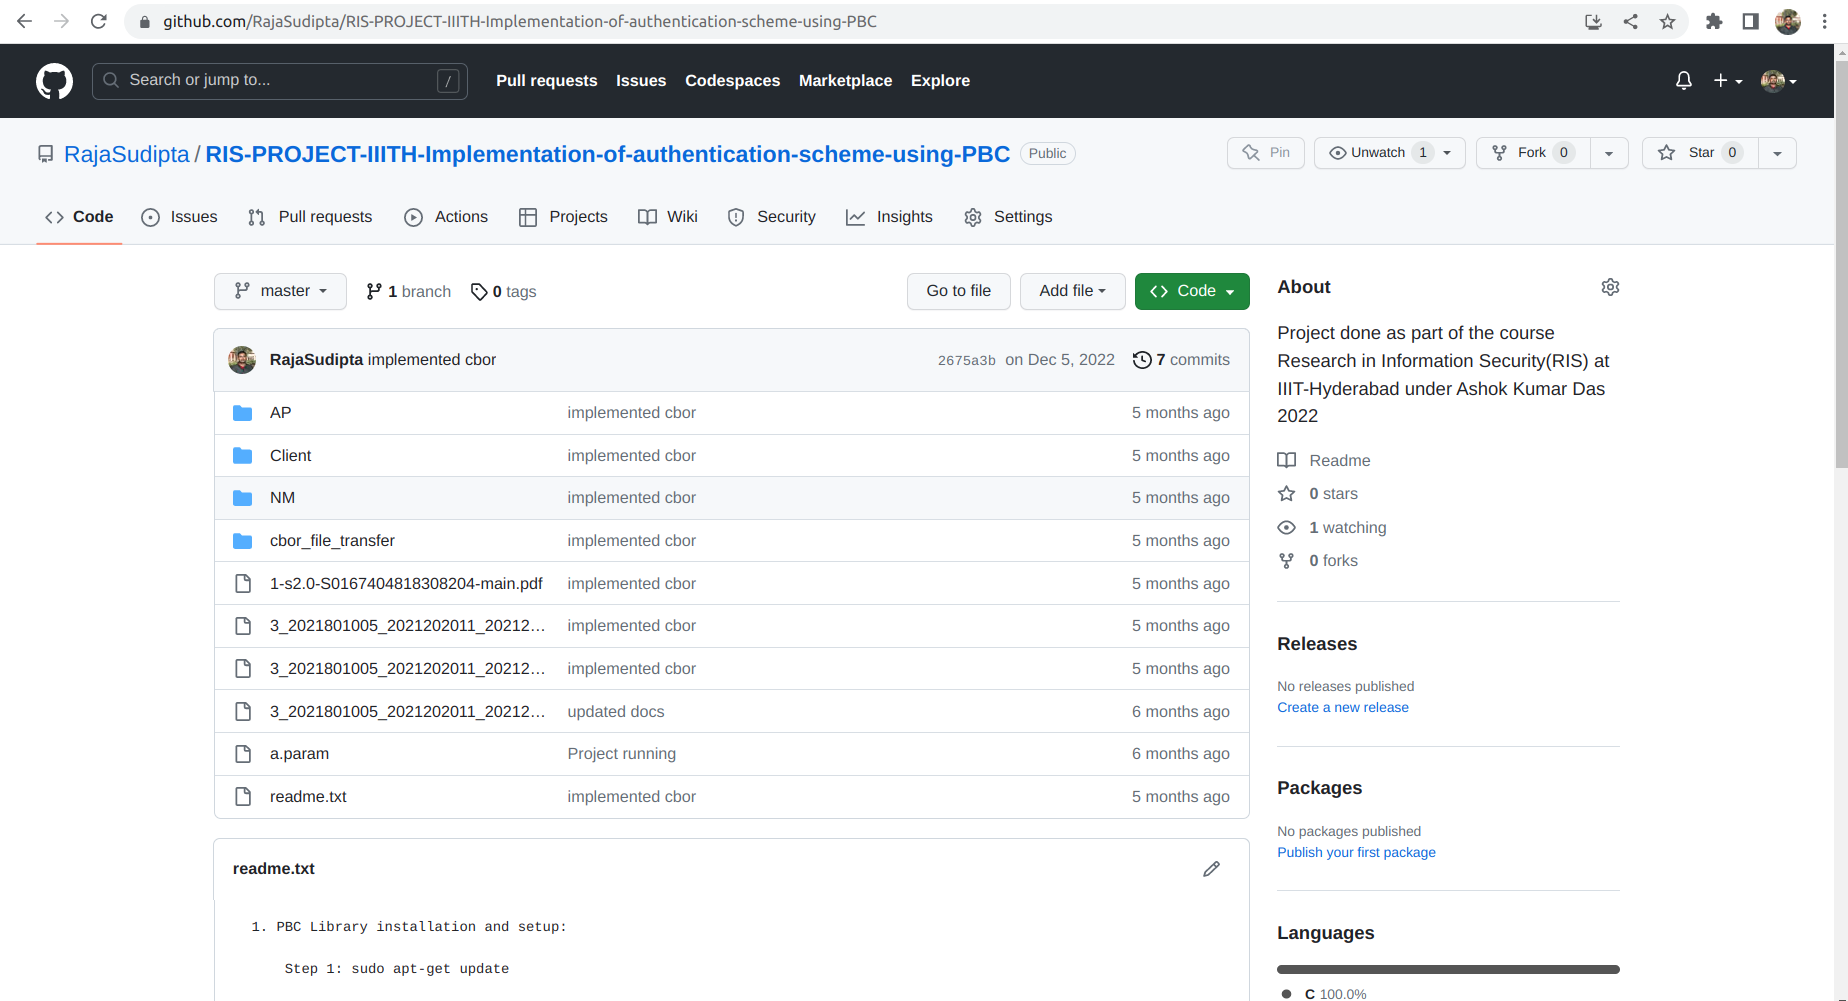 github.com/RajaSudipta/RIS-PROJECT-IIITH-Implementation-of-authentication-scheme-using-PBC
Search or jump to... /
Pull requests Issues Codespaces Marketplace Explore
RajaSudipta / RIS-PROJECT-IIITH-Implementation-of-authentication-scheme-using-PBC Public
Pin Unwatch 1 Fork 0 Star 0
Code Issues Pull requests Actions Projects Wiki Security Insights Settings
master 1 branch 0 tags Go to file Add file Code
RajaSudipta implemented cbor 2675a3b on Dec 5, 2022 7 commits
AP implemented cbor 5 months ago
Client implemented cbor 5 months ago
NM implemented cbor 5 months ago
cbor_file_transfer implemented cbor 5 months ago
1-s2.0-S0167404818308204-main.pdf implemented cbor 5 months ago
3_2021801005_2021202011_20212... implemented cbor 5 months ago
3_2021801005_2021202011_20212... implemented cbor 5 months ago
3_2021801005_2021202011_20212... updated docs 6 months ago
a.param Project running 6 months ago
readme.txt implemented cbor 5 months ago
readme.txt
1. PBC Library installation and setup:
Step 1: sudo apt-get update
About
Project done as part of the course
Research in Information Security(RIS) at
IIIT-Hyderabad under Ashok Kumar Das
2022
Readme
0 stars
1 watching
0 forks
Releases
No releases published
Create a new release
Packages
No packages published
Publish your first package
Languages
C 100.0%